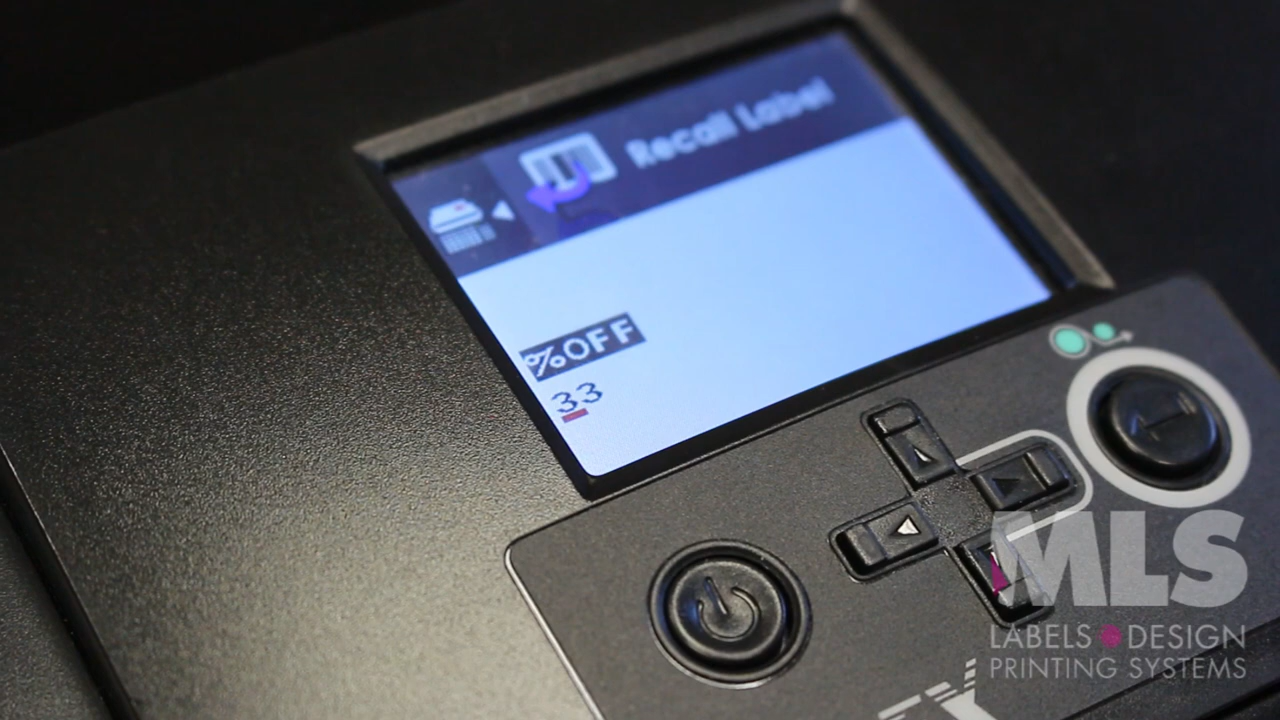 Recall Label
%OFF
33
MLS
LABELS DESIGN
PRINTING SYSTEMS